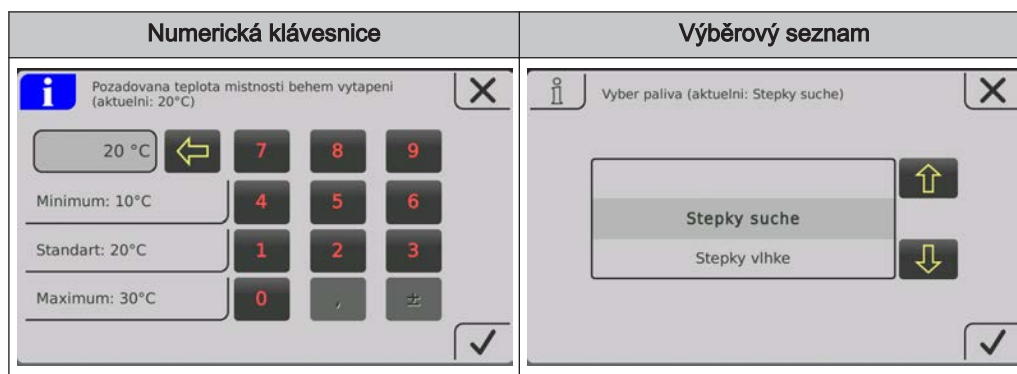 Numerická klávesnice
Výběrový seznam
i
Pozadovana teplota mistnosti behem vytapeni
(aktuelni: 20°C)
20 °C
7 8 9
Minimum: 10°C
4 5 6
Standart: 20°C
1 2 3
Maximum: 30°C
0 , ±
i
Vyber paliva (aktuelni: Stepky suche)
Stepky suche
Stepky vlhke